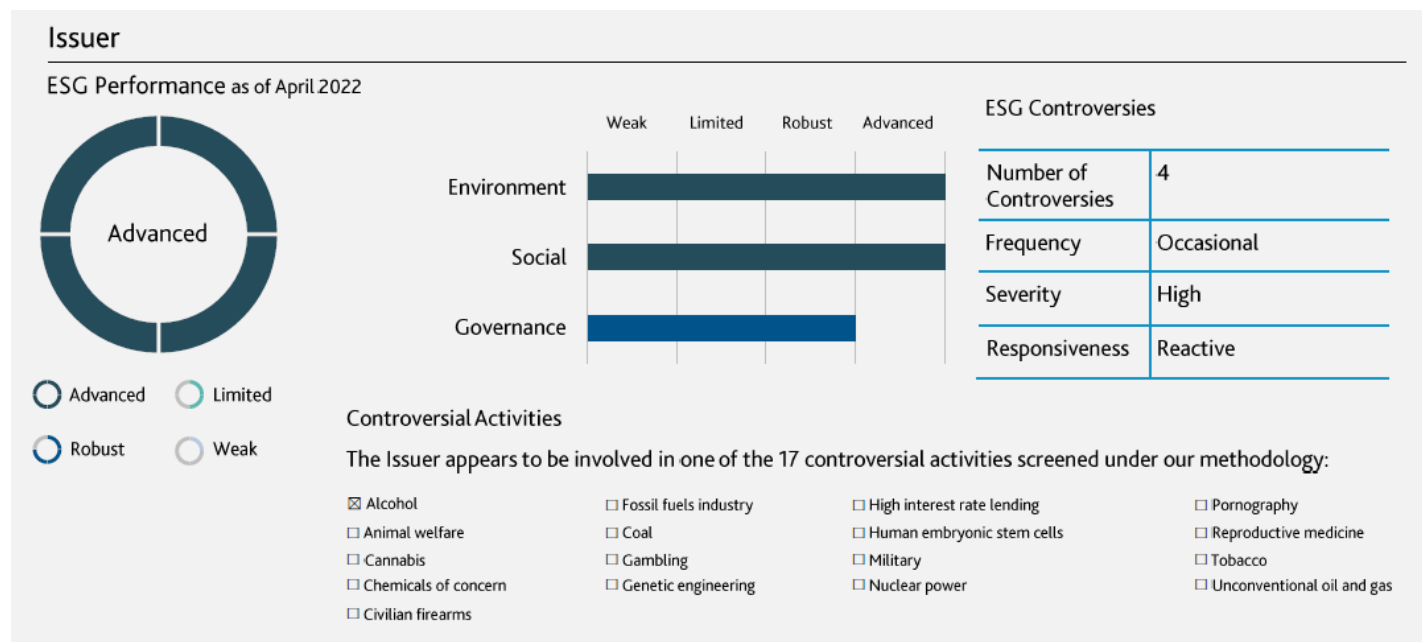 Issuer
ESG Performance as of April 2022
Advanced
Advanced
Limited
Robust
Weak
Weak Limited Robust Advanced
Environment
Social
Governance
ESG Controversies
Number of
Controversies
4
Frequency Occasional
Severity High
Responsiveness Reactive
Controversial Activities
The Issuer appears to be involved in one of the 17 controversial activities screened under our methodology:
☒ Alcohol
☐ Animal welfare
☐ Cannabis
☐ Chemicals of concern
☐ Civilian firearms
☐ Fossil fuels industry
☐ Coal
☐ Gambling
☐ Genetic engineering
☐ High interest rate lending
☐ Human embryonic stem cells
☐ Military
☐ Nuclear power
☐ Pornography
☐ Reproductive medicine
☐ Tobacco
☐ Unconventional oil and gas